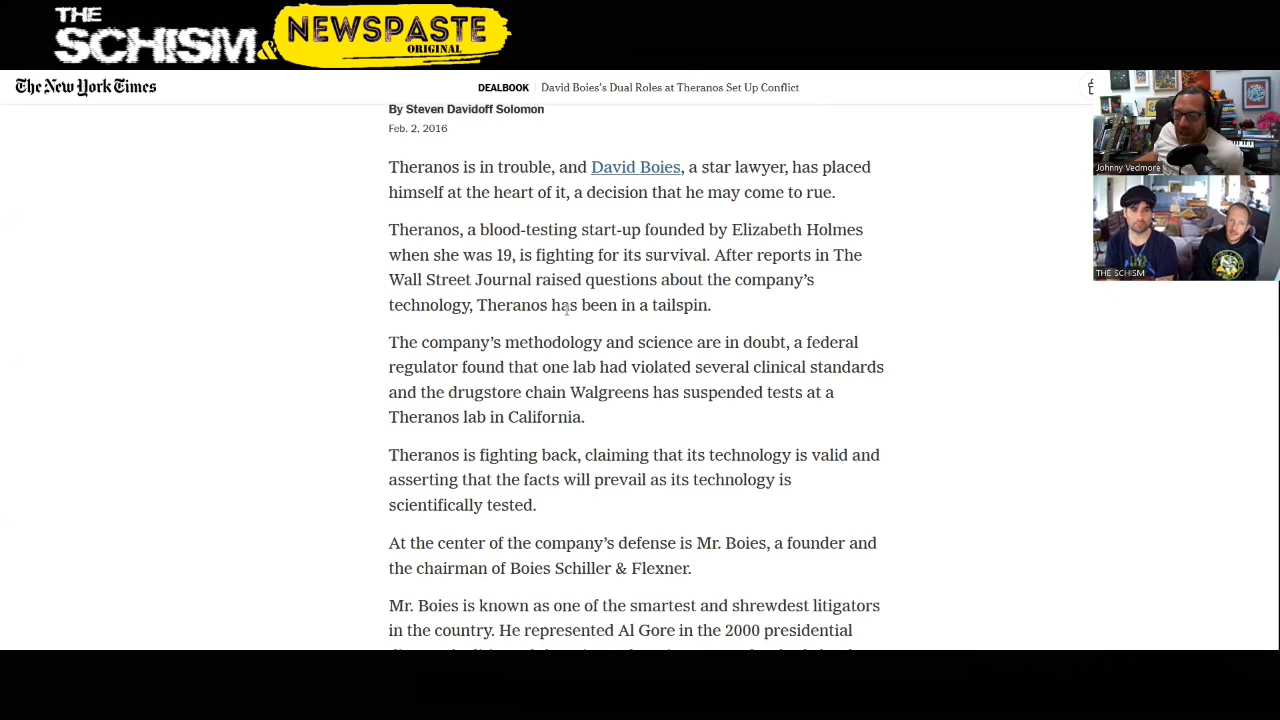 THE
SCHISM & NEWSPASTE
ORIGINAL
The New York Times
DEALBOOK | David Boies's Dual Roles at Theranos Set Up Conflict
By Steven Davidoff Solomon
Feb. 2, 2016
Theranos is in trouble, and David Boies, a star lawyer, has placed
himself at the heart of it, a decision that he may come to rue.
Theranos, a blood-testing start-up founded by Elizabeth Holmes
when she was 19, is fighting for its survival. After reports in The
Wall Street Journal raised questions about the company's
technology, Theranos has been in a tailspin.
The company's methodology and science are in doubt, a federal
regulator found that one lab had violated several clinical standards
and the drugstore chain Walgreens has suspended tests at a
Theranos lab in California.
Theranos is fighting back, claiming that its technology is valid and
asserting that the facts will prevail as its technology is
scientifically tested.
At the center of the company's defense is Mr. Boies, a founder and
the chairman of Boies Schiller & Flexner.
Mr. Boies is known as one of the smartest and shrewdest litigators
in the country. He represented Al Gore in the 2000 presidential
Johnny Vedmore
THE SCHISM